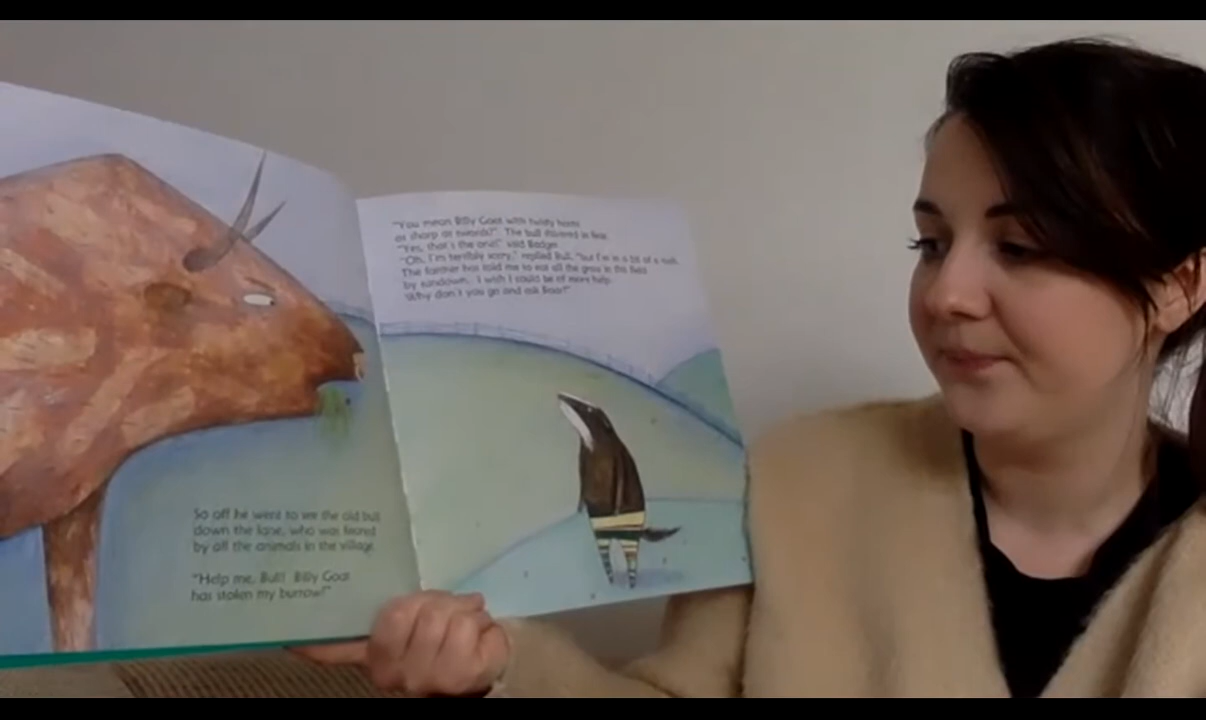 So off he went to see the old bull
down the lane, who was feared
by all the animals in the village.
"Help me, Bull! Billy Goat
has stolen my burrow!"
"You mean Billy Goat with twisty horns
as sharp as swords?" The bull shivered in fear.
"Yes, that's the one!" said Badger.
"Oh, I'm terribly sorry," replied Bull, "but I'm in a bit of a rush.
The farmer has told me to eat all the grass in this field
by sundown. I wish I could be of more help.
Why don't you go and ask Boar?"